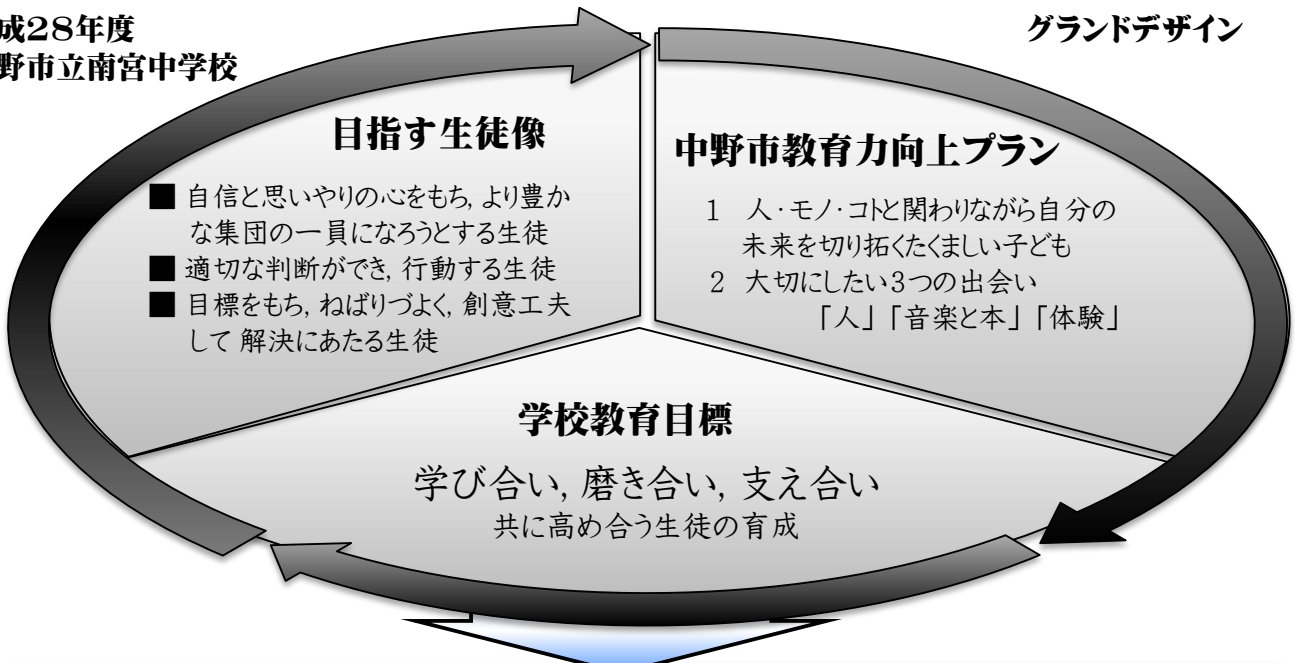 成28年度
野市立南宮中学校
グランドデザイン
目指す生徒像
■ 自信と思いやりの心をもち, より豊か
な集団の一員になろうとする生徒
■ 適切な判断ができ, 行動する生徒
■ 目標をもち, ねばりづよく, 創意工夫
して 解決にあたる生徒
中野市教育力向上プラン
1 人・モノ・コトと関わりながら自分の
未来を切り拓くたくましい子ども
2 大切にしたい3つの出会い
「人」「音楽と本」「体験」
学校教育目標
学び合い, 磨き合い, 支え合い
共に高め合う生徒の育成